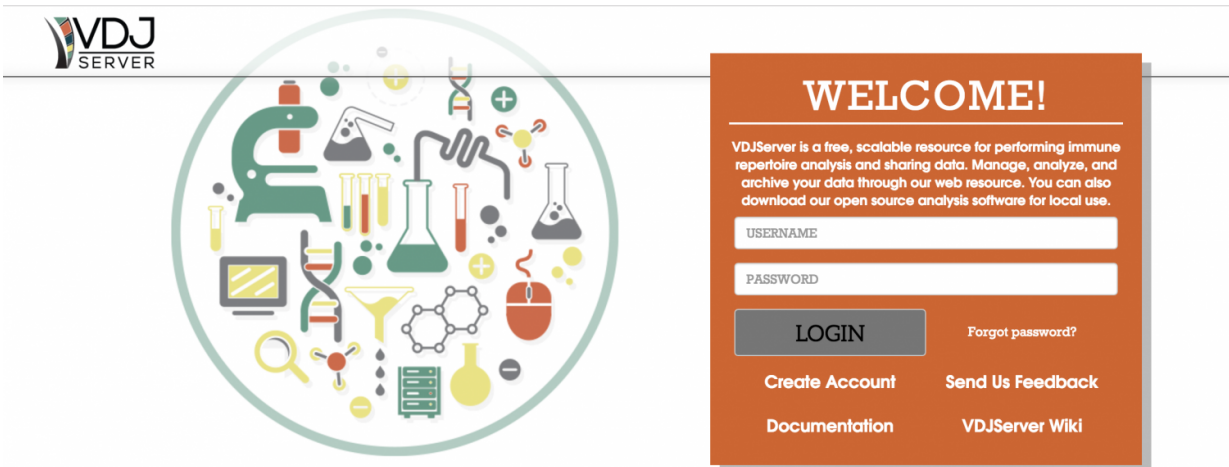 VDJ
SERVER
WELCOME!
VDJServer is a free, scalable resource for performing immune
repertoire analysis and sharing data. Manage, analyze, and
archive your data through our web resource. You can also
download our open source analysis software for local use.
USERNAME
PASSWORD
LOGIN
Forgot password?
Create Account
Send Us Feedback
Documentation
VDJServer Wiki